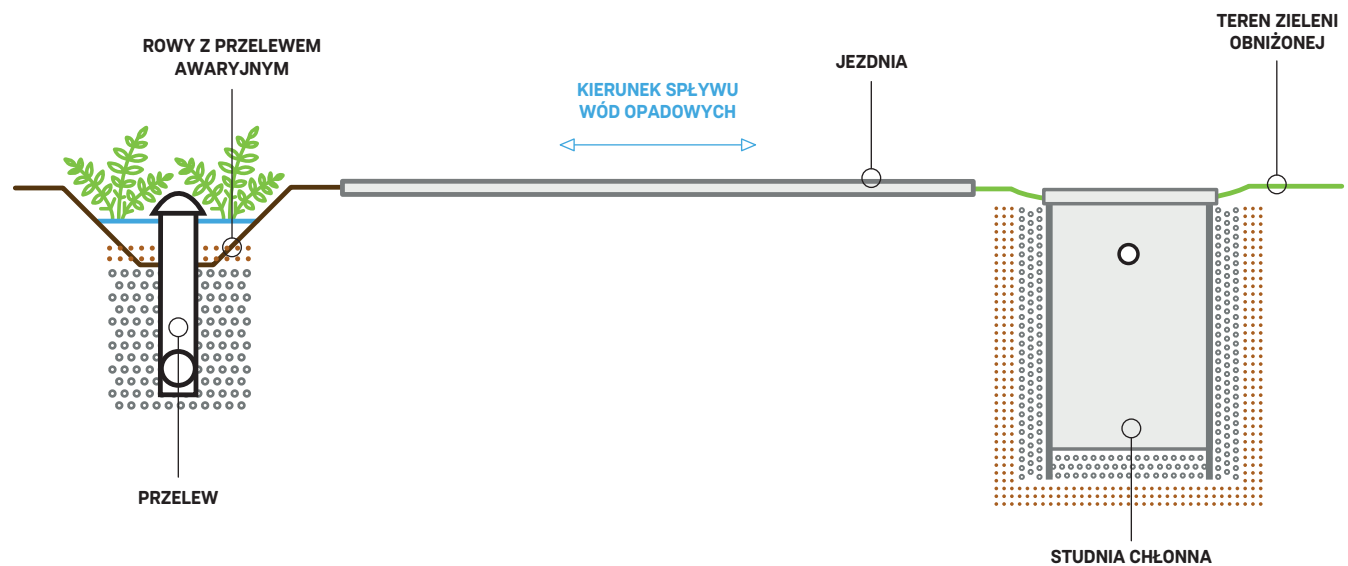 ROWY Z PRZELEWEM
AWARYJNYM
KIERUNEK SPŁYWU
WÓD OPADOWYCH
JEZDNIA
TEREN ZIELENI
OBNIŻONEJ
PRZELEW
STUDNIA CHŁONNA